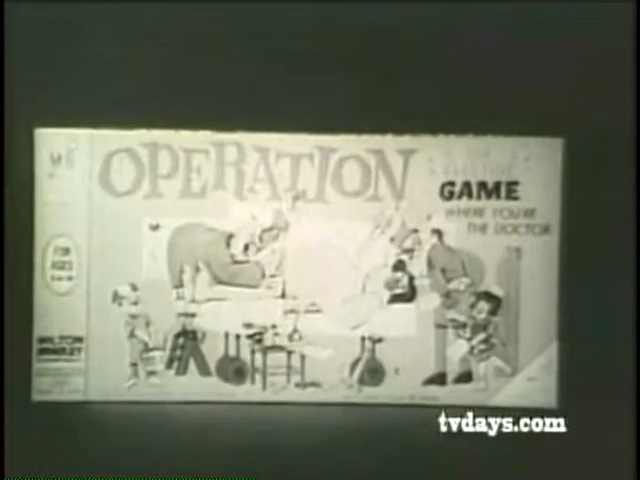 OPERATION
GAME
WHERE YOU'RE
THE DOCTOR
FOR
AGES
MILTON
BRADLEY
tvdays.com